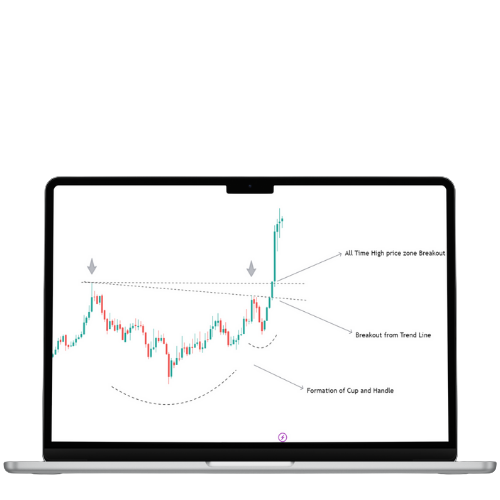 All Time High price zone Breakout
Breakout from Trend Line
Formation of Cup and Handle